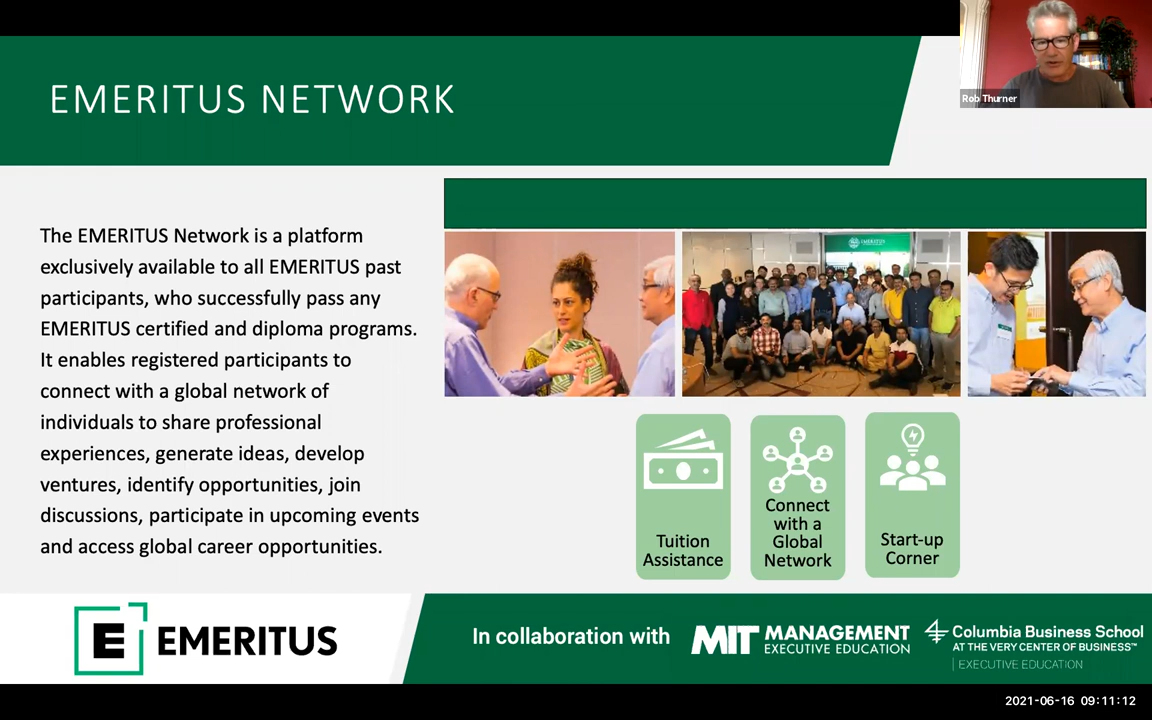 EMERITUS NETWORK
Rob Thurner
The EMERITUS Network is a platform
exclusively available to all EMERITUS past
participants, who successfully pass any
EMERITUS certified and diploma programs.
It enables registered participants to
connect with a global network of
individuals to share professional
experiences, generate ideas, develop
ventures, identify opportunities, join
discussions, participate in upcoming events
and access global career opportunities.
EMERITUS
Tuition
Assistance
Connect
with a
Global
Network
Start-up
Corner
E EMERITUS
In collaboration with
MIT MANAGEMENT
EXECUTIVE EDUCATION
Columbia Business School
AT THE VERY CENTER OF BUSINESS™
EXECUTIVE EDUCATION
2021-06-16 09:11:12